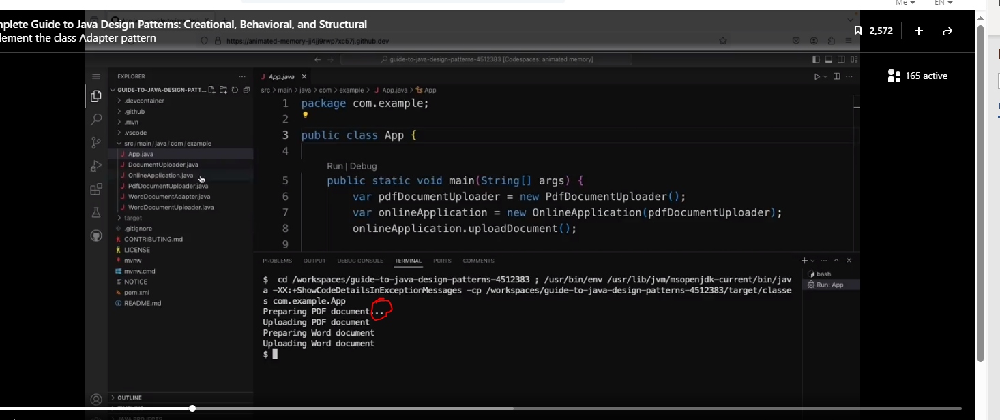 Me EN
mplete Guide to Java Design Patterns: Creational, Behavioral, and Structural
lement the class Adapter pattern
2,572
https://animated-memory-jj4jj9rwp7xc57j.github.dev
guide-to-java-design-patterns-4512383 [Codespaces: animated memory]
165 active
EXPLORER
GUIDE-TO-JAVA-DESIGN-PATT...
.devcontainer
.github
.mvn
.vscode
src/main/java/com/example
App.java
DocumentUploader.java
OnlineApplication.java
PdfDocumentUploader.java
WordDocumentAdapter.java
WordDocumentUploader.java
target
.gitignore
CONTRIBUTING.md
LICENSE
mvnw
mvnw.cmd
NOTICE
pom.xml
README.md
OUTLINE
TIMELINE
JAVA PROJECTS
J App.java
src > main > java > com > example > J App.java > App
1 package com.example;
2
3 public class App {
4
Run | Debug
5 public static void main(String[] args) {
6 var pdfDocumentUploader = new PdfDocumentUploader();
7 var onlineApplication = new OnlineApplication(pdfDocumentUploader);
8 onlineApplication.uploadDocument();
9
PROBLEMS OUTPUT DEBUG CONSOLE TERMINAL PORTS COMMENTS
$ cd /workspaces/guide-to-java-design-patterns-4512383 ; /usr/bin/env /usr/lib/jvm/msopenjdk-current/bin/jav
a -XX:+ShowCodeDetailsInExceptionMessages -cp /workspaces/guide-to-java-design-patterns-4512383/target/classe
s com.example.App
Preparing PDF document...
Uploading PDF document
Preparing Word document
Uploading Word document
$
bash
Run: App